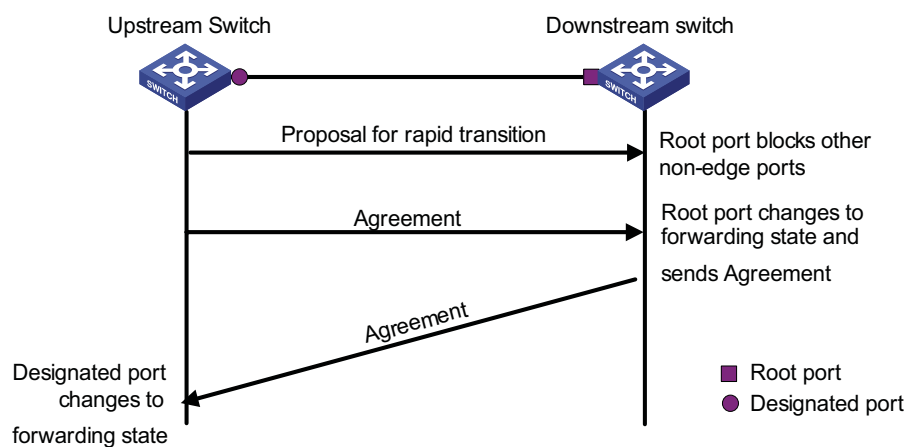 Upstream Switch
Downstream switch
SWITCH
SWITCH
Proposal for rapid transition
Root port blocks other
non-edge ports
Agreement
Root port changes to
forwarding state and
sends Agreement
Agreement
Designated port
changes to
forwarding state
Root port
Designated port